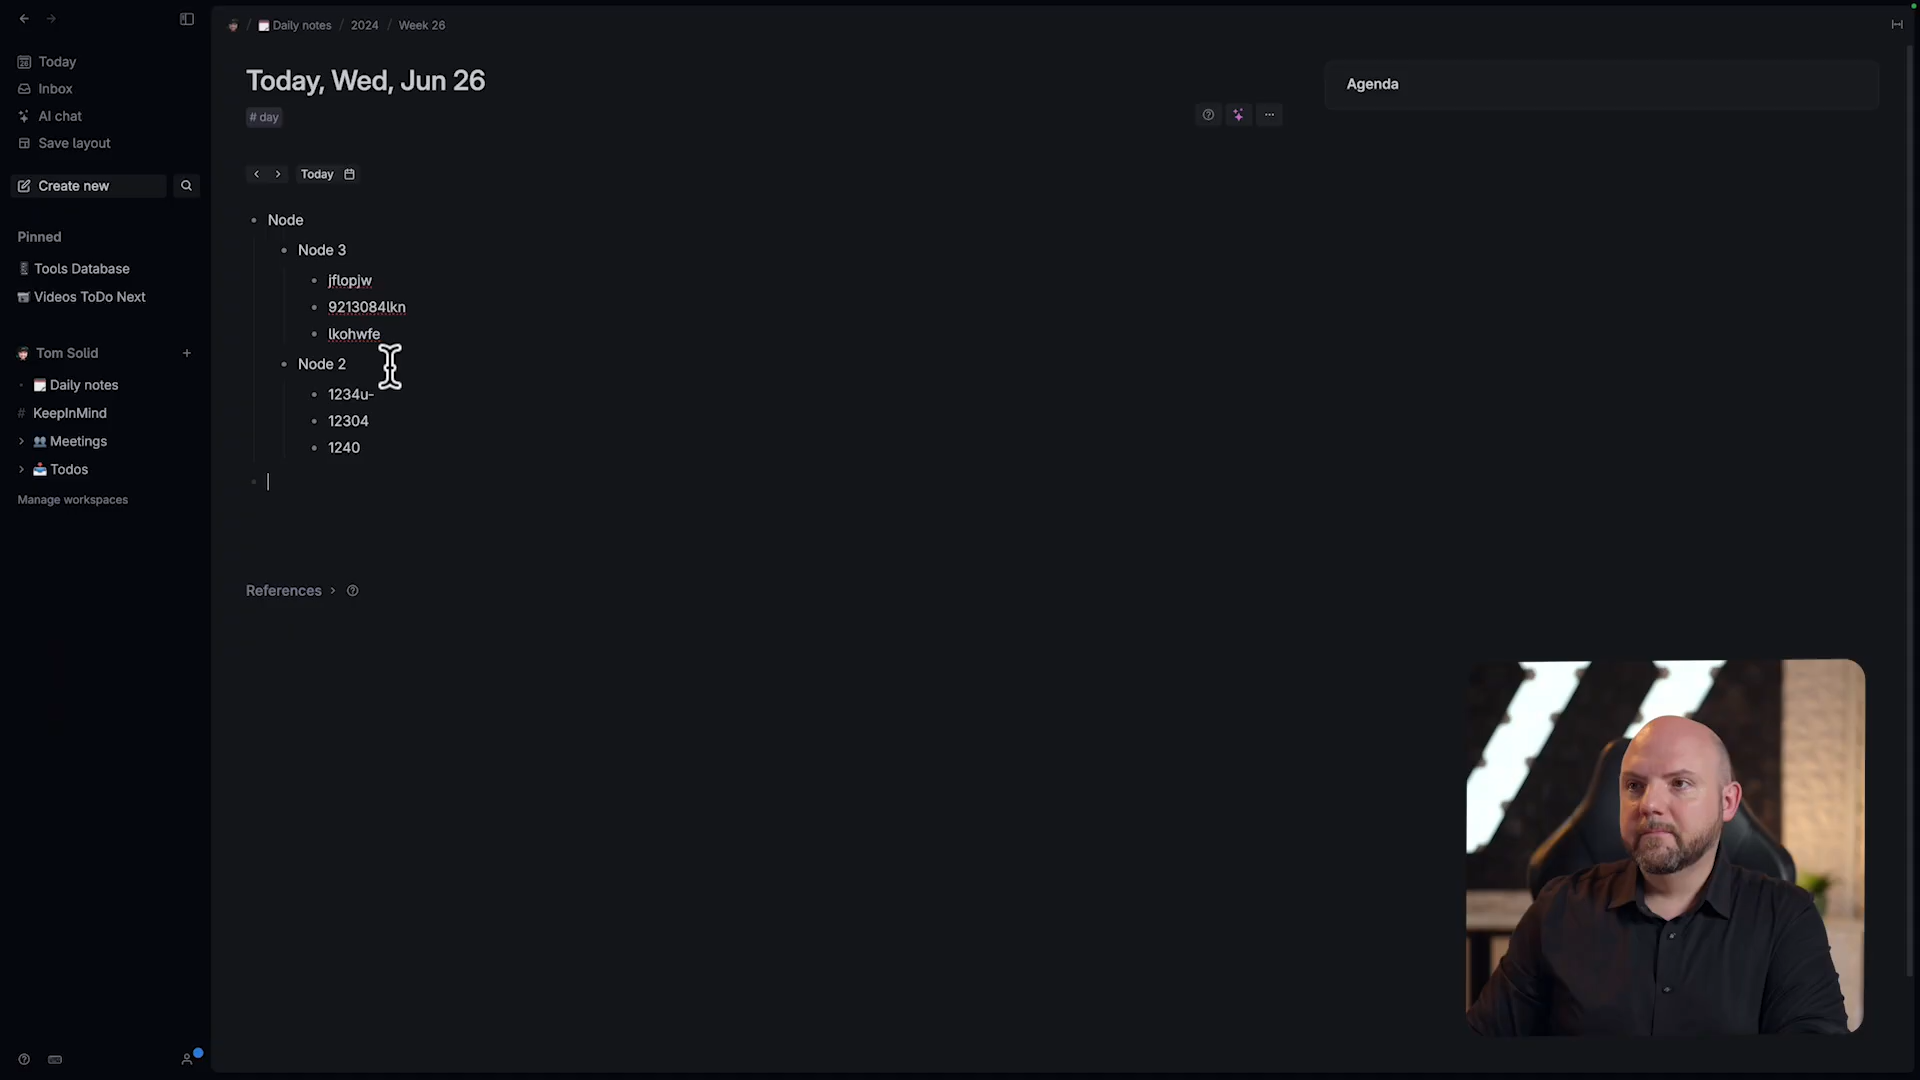 Daily notes / 2024 / Week 26
Today
Inbox
AI chat
Save layout
Create new
Pinned
Tools Database
Videos ToDo Next
Tom Solid
Daily notes
# KeepInMind
Meetings
Todos
Manage workspaces
Today, Wed, Jun 26
# day
Today
Node
Node 3
jflopjw
9213084lkn
lkohwfe
Node 2
1234u-
12304
1240
References
Agenda